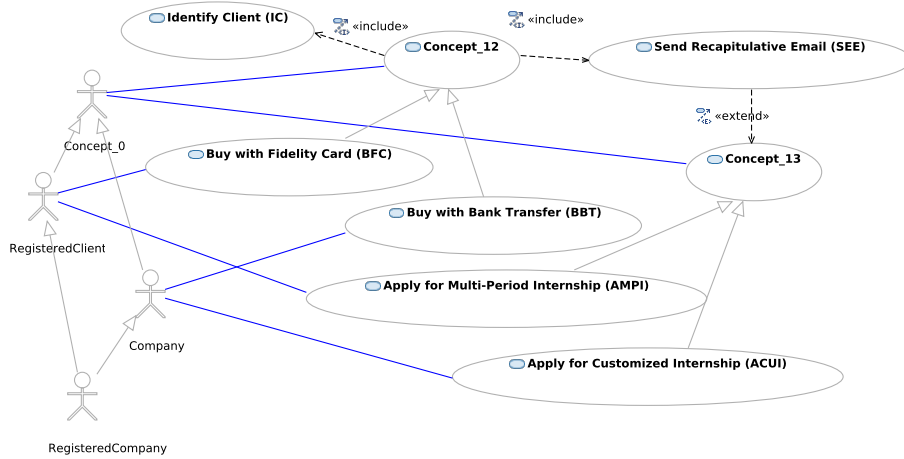 Identify Client (IC)
«include»
«include»
Concept_12
Send Recapitulative Email (SEE)
«extend»
Concept_0
Buy with Fidelity Card (BFC)
Concept_13
Buy with Bank Transfer (BBT)
RegisteredClient
Apply for Multi-Period Internship (AMPI)
Company
Apply for Customized Internship (ACUI)
RegisteredCompany